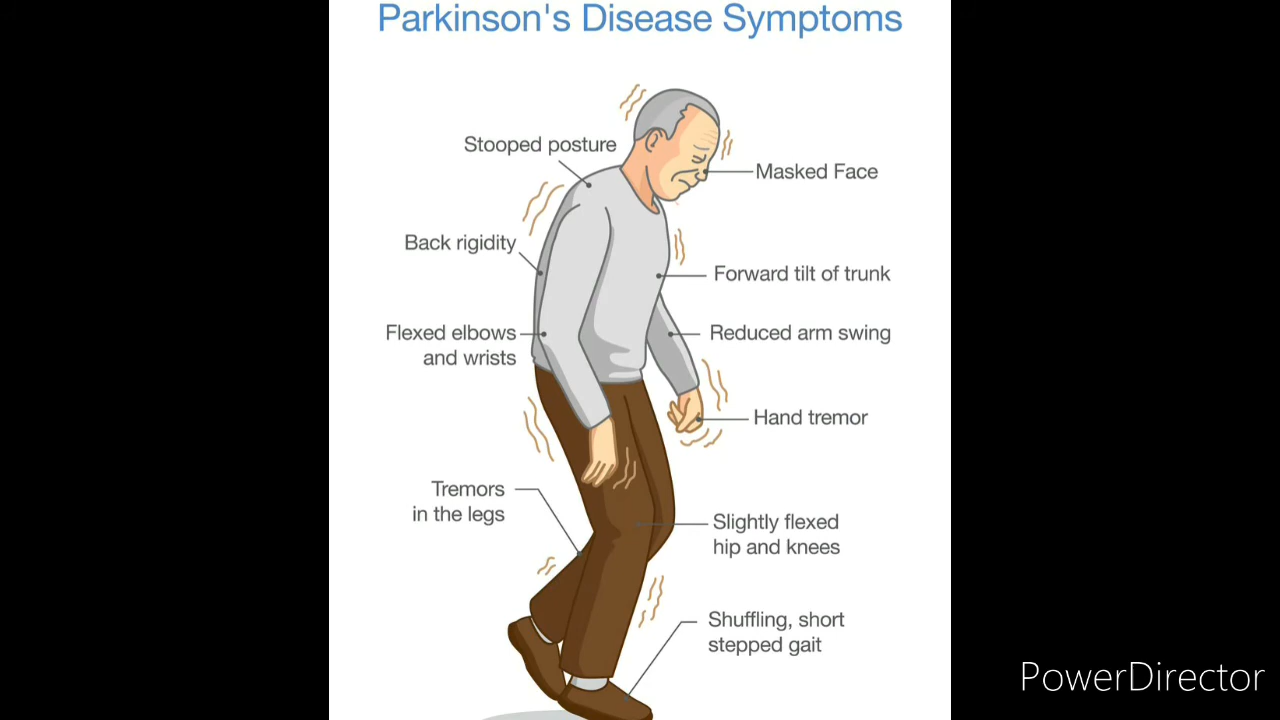 Parkinson's Disease Symptoms
Stooped posture
Masked Face
Back rigidity
Forward tilt of trunk
Flexed elbows
and wrists
Reduced arm swing
Hand tremor
Tremors
in the legs
Slightly flexed
hip and knees
Shuffling, short
stepped gait
PowerDirector